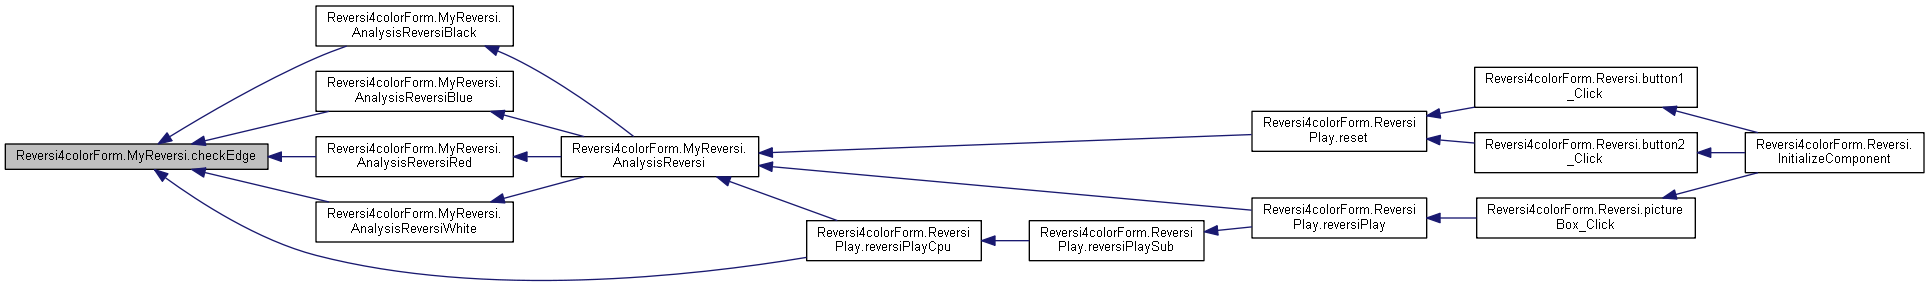 Reversi4colorForm.MyReversi.checkEdge
Reversi4colorForm.MyReversi.
AnalysisReversiBlack
Reversi4colorForm.MyReversi.
AnalysisReversiBlue
Reversi4colorForm.MyReversi.
AnalysisReversiRed
Reversi4colorForm.MyReversi.
AnalysisReversiWhite
Reversi4colorForm.MyReversi.
AnalysisReversi
Reversi4colorForm.Reversi
Play.reversiPlayCpu
Reversi4colorForm.Reversi
Play.reversiPlaySub
Reversi4colorForm.Reversi
Play.reset
Reversi4colorForm.Reversi
Play.reversiPlay
Reversi4colorForm.Reversi.button1
_Click
Reversi4colorForm.Reversi.button2
_Click
Reversi4colorForm.Reversi.picture
Box_Click
Reversi4colorForm.Reversi.
InitializeComponent